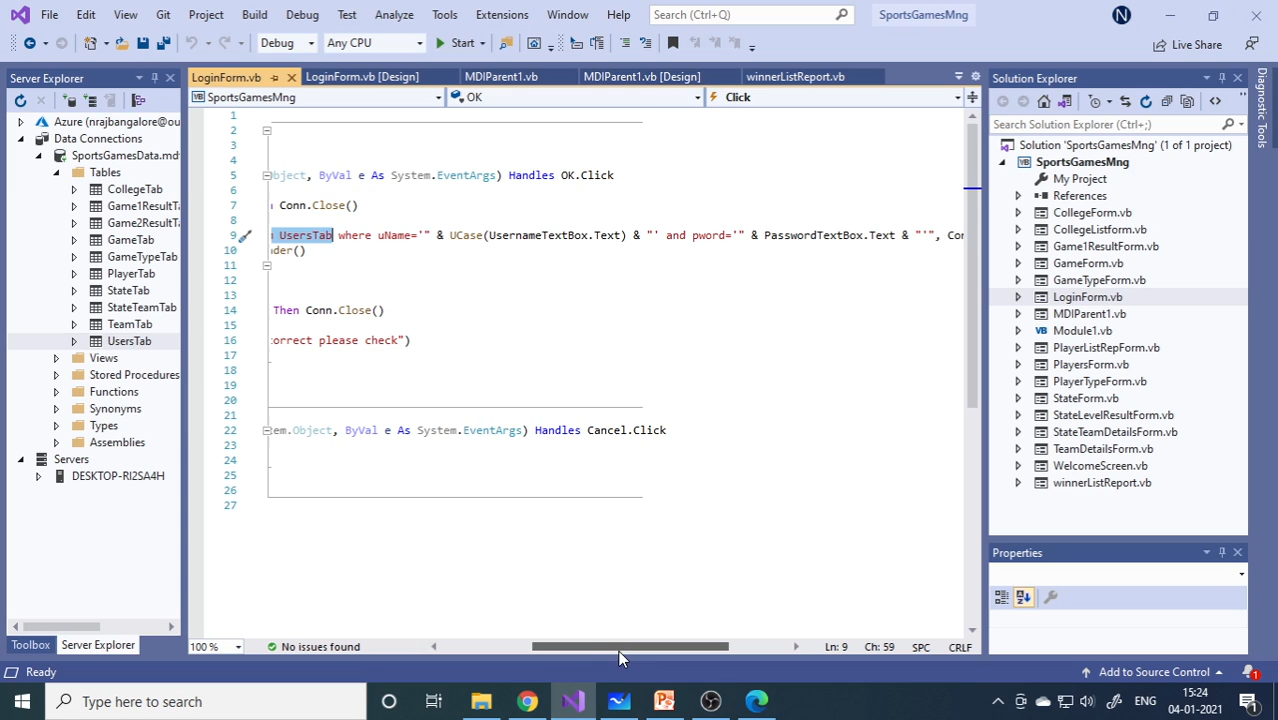 File Edit View Git Project Build Debug Test Analyze Tools Extensions Window Help Search (Ctrl+Q) SportsGamesMng N
Debug Any CPU Start Live Share
Server Explorer
Azure (nrajbangalore@ou
Data Connections
SportsGamesData.md
Tables
CollegeTab
Game1ResultT
Game2ResultT
GameTab
GameTypeTab
PlayerTab
StateTab
StateTeamTab
TeamTab
UsersTab
Views
Stored Procedures
Functions
Synonyms
Types
Assemblies
Servers
DESKTOP-RI2SA4H
Toolbox Server Explorer
LoginForm.vb LoginForm.vb [Design] MDIParent1.vb MDIParent1.vb [Design] winnerListReport.vb
SportsGamesMng OK Click
1
2
3
4
5 bject, ByVal e As System.EventArgs) Handles OK.Click
6
7 Conn.Close()
8
9 UsersTab where uName='" & UCase(UsernameTextBox.Text) & "' and pword='" & PasswordTextBox.Text & "'", Con
10 der()
11
12
13
14 Then Conn.Close()
15
16 orrect please check")
17
18
19
20
21
22 em.Object, ByVal e As System.EventArgs) Handles Cancel.Click
23
24
25
26
27
100 % No issues found Ln: 9 Ch: 59 SPC CRLF
Solution Explorer
Search Solution Explorer (Ctrl+;)
Solution 'SportsGamesMng' (1 of 1 project)
SportsGamesMng
My Project
References
CollegeForm.vb
CollegeListform.vb
Game1ResultForm.vb
GameForm.vb
GameTypeForm.vb
LoginForm.vb
MDIParent1.vb
Module1.vb
PlayerListRepForm.vb
PlayersForm.vb
PlayerTypeForm.vb
StateForm.vb
StateLevelResultForm.vb
StateTeamDetailsForm.vb
TeamDetailsForm.vb
WelcomeScreen.vb
winnerListReport.vb
Properties
Diagnostic Tools
Ready Add to Source Control 1
Type here to search ENG 15:24
04-01-2021 1